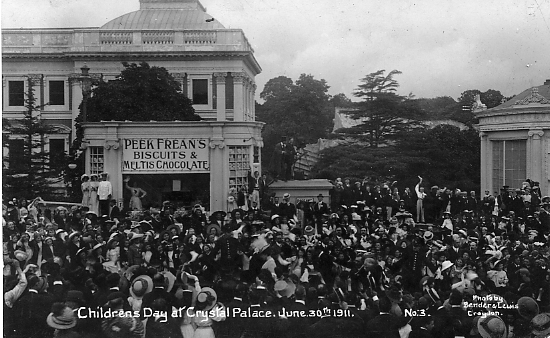 PEEK FREAN'S
BISCUITS &
MELTIS CHOCOLATE
Childrens Day at Crystal Palace. June. 30th 1911.
No. 3.
Photo by
Benders & Lewis
Croydon.